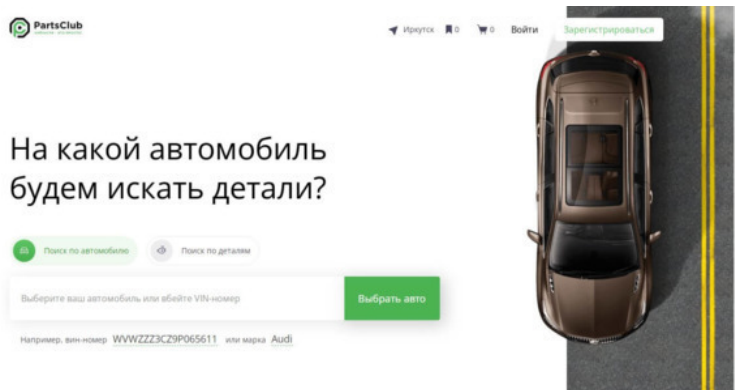 PartsClub
Иркутск 0 0 Войти Зарегистрироваться
На какой автомобиль
будем искать детали?
Поиск по автомобилю Поиск по деталям
Выберите ваш автомобиль или вбейте VIN-номер Выбрать авто
Например, вин-номер WVWZZZ3CZ9P065611 или марка Audi